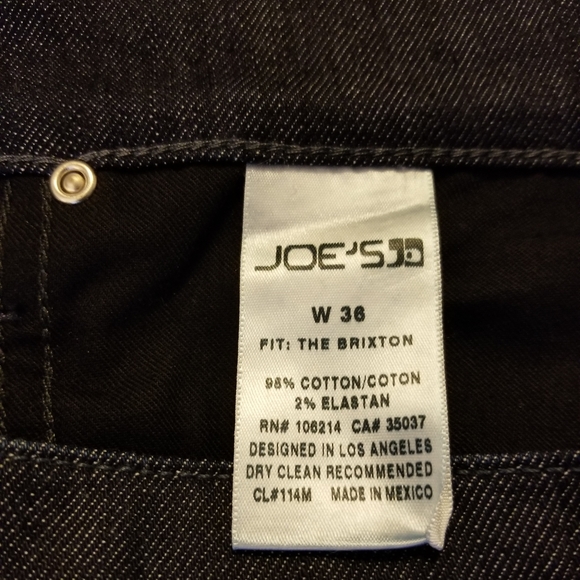 JOE'S
W 36
FIT: THE BRIXTON
98% COTTON/COTON
2% ELASTAN
RN# 106214 CA# 35037
DESIGNED IN LOS ANGELES
DRY CLEAN RECOMMENDED
CL#114M MADE IN MEXICO